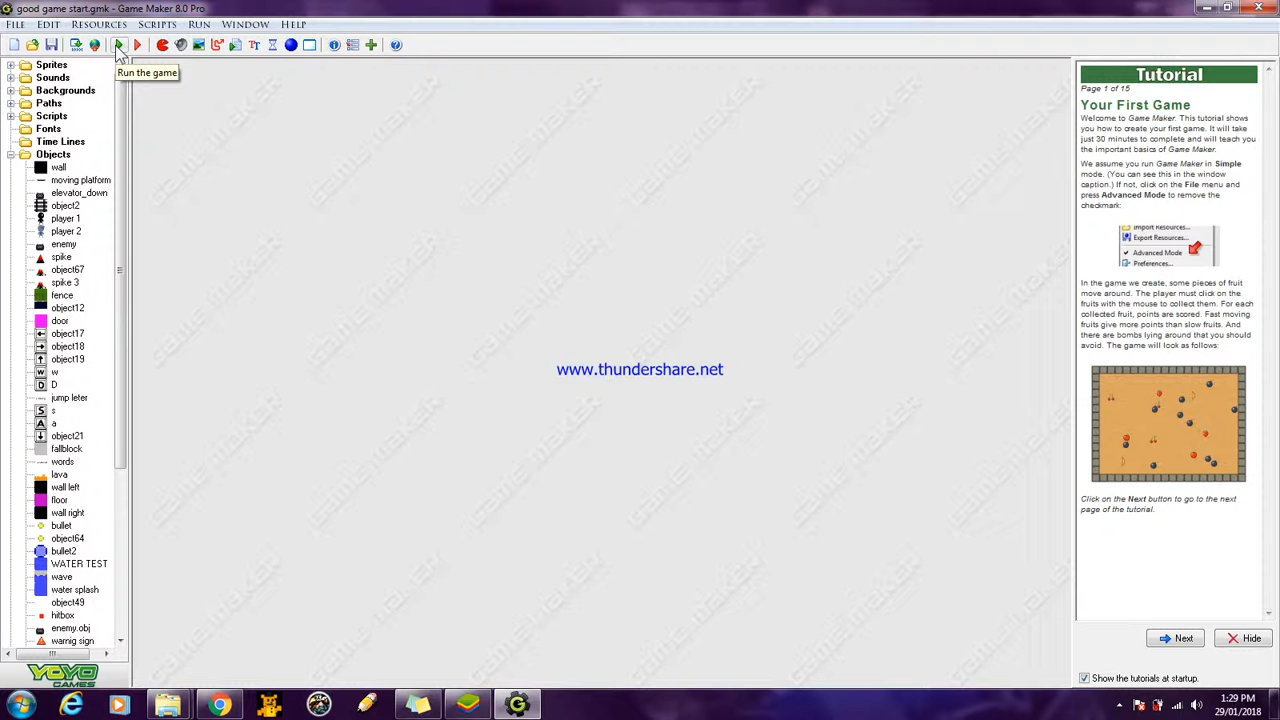 good game start.gmk - Game Maker 8.0 Pro
FILE EDIT RESOURCES SCRIPTS RUN WINDOW HELP
Run the game
Sprites
Sounds
Backgrounds
Paths
Scripts
Fonts
Time Lines
Objects
wall
moving platform
elevator_down
object2
player 1
player 2
enemy
spike
object67
spike 3
fence
object12
door
object17
object18
object19
w
D
jump leter
s
a
object21
fallblock
words
lava
wall left
floor
wall right
bullet
object64
bullet2
WATER TEST
wave
water splash
object49
hitbox
enemy.obj
warnig sign
YOYO
GAMES
www.thundershare.net
Tutorial
Page 1 of 15
Your First Game
Welcome to Game Maker. This tutorial shows
you how to create your first game. It will take
just 30 minutes to complete and will teach you
the important basics of Game Maker.
We assume you run Game Maker in Simple
mode. (You can see this in the window
caption.) If not, click on the File menu and
press Advanced Mode to remove the
checkmark:
Import Resources...
Export Resources...
Advanced Mode
Preferences...
In the game we create, some pieces of fruit
move around. The player must click on the
fruits with the mouse to collect them. For each
collected fruit, points are scored. Fast moving
fruits give more points than slow fruits. And
there are bombs lying around that you should
avoid. The game will look as follows:
Click on the Next button to go to the next
page of the tutorial.
Next Hide
Show the tutorials at startup.
1:29 PM
29/01/2018